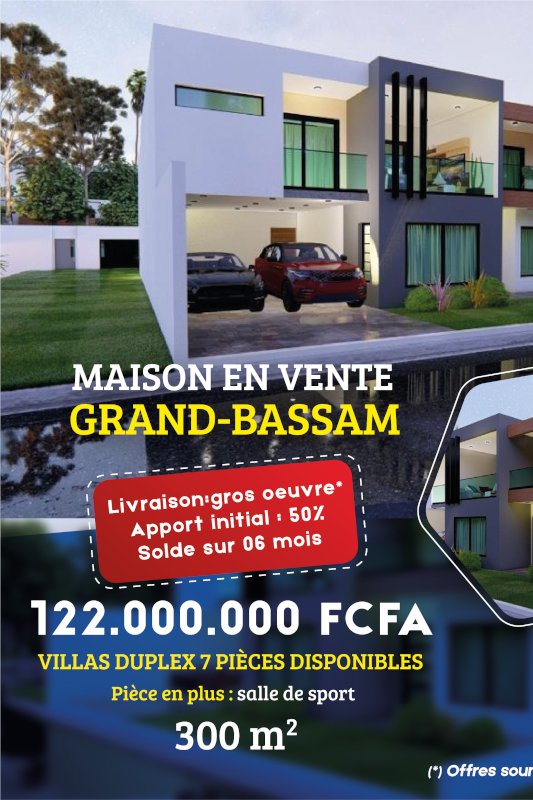 MAISON EN VENTE
GRAND-BASSAM
Livraison:gros oeuvre*
Apport initial : 50%
Solde sur 06 mois
122.000.000 FCFA
VILLAS DUPLEX 7 PIÈCES DISPONIBLES
Pièce en plus : salle de sport
300 m²
(*) Offres